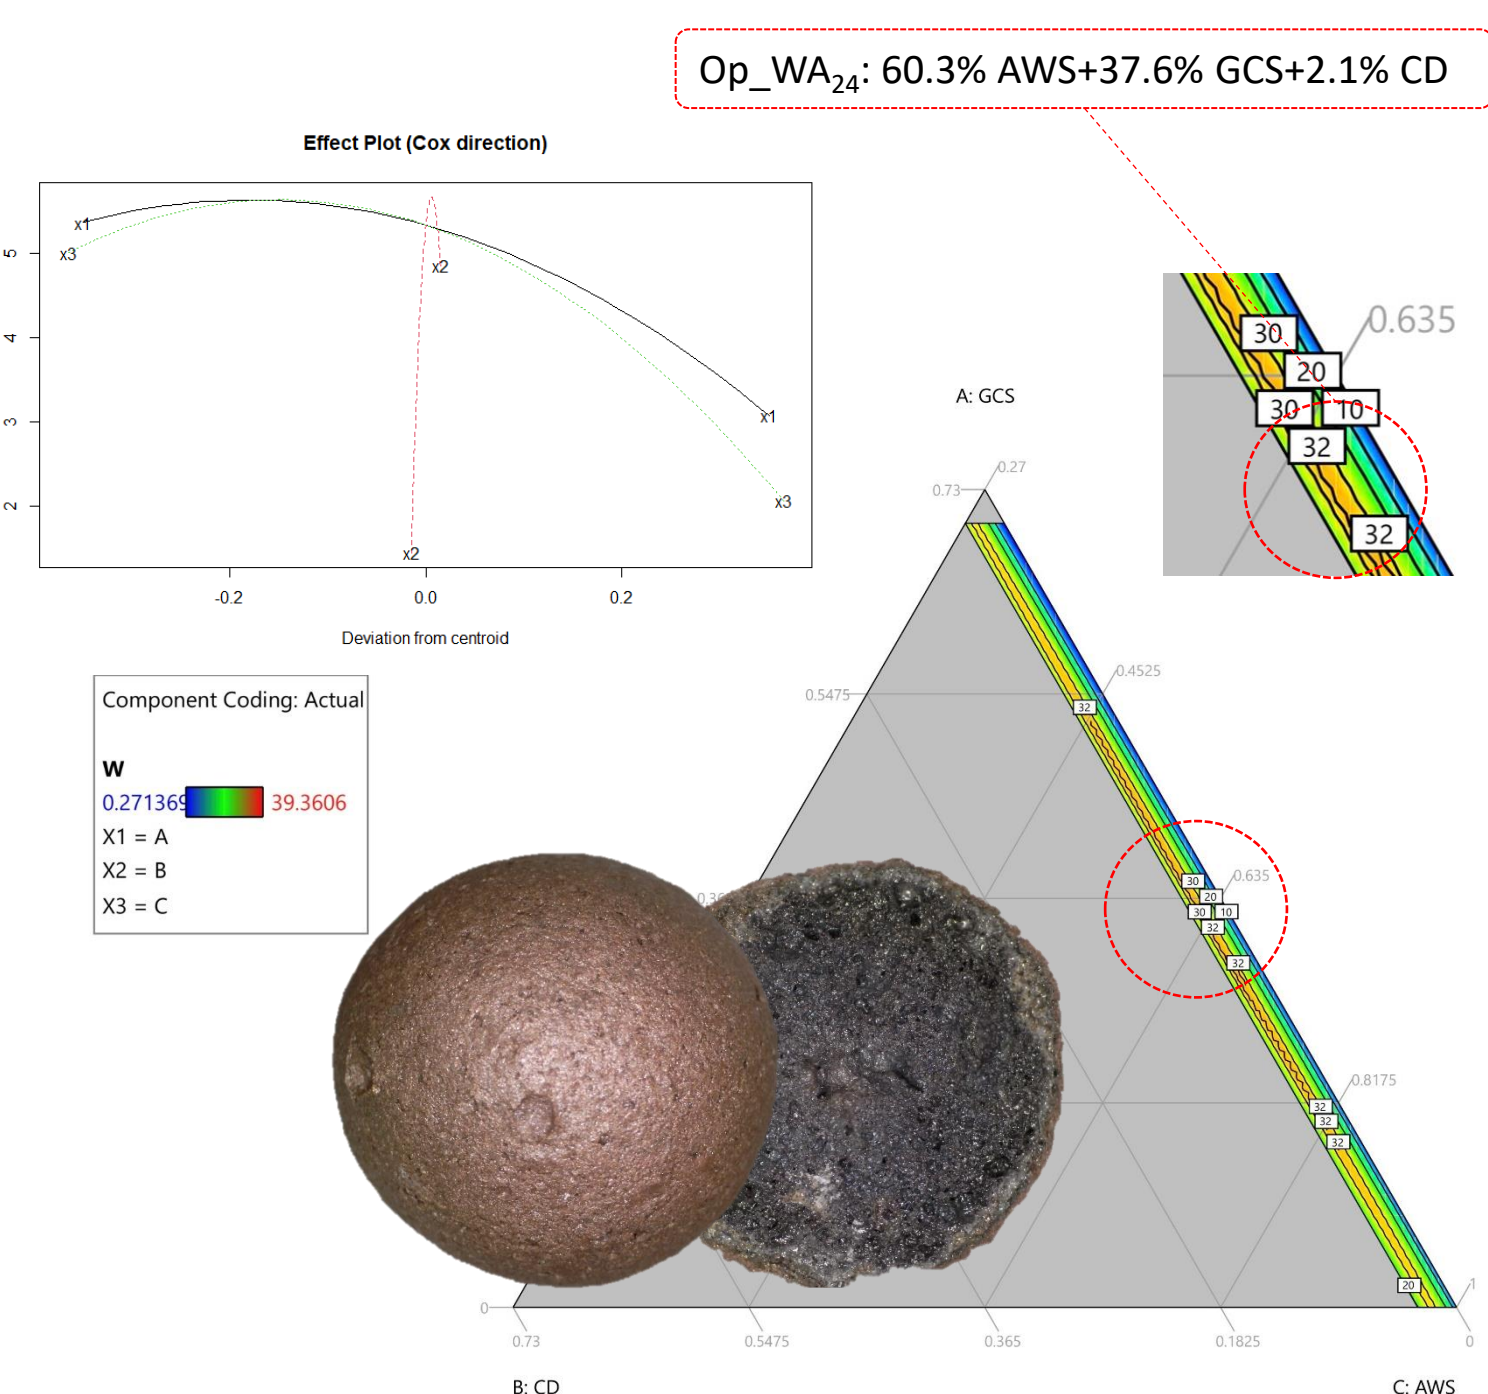 Op_WA24: 60.3% AWS+37.6% GCS+2.1% CD
Effect Plot (Cox direction)
x1
x3
x2
x2
x1
x3
5
4
3
2
-0.2
0.0
0.2
Deviation from centroid
0.635
30
20
30
10
32
32
Component Coding: Actual
W
0.271369
39.3606
X1 = A
X2 = B
X3 = C
A: GCS
0.27
0.73
0.4525
0.5475
32
0.635
30
20
30
10
32
32
0.8175
32
32
32
20
1
0
0.73
0.5475
0.365
0.1825
0
B: CD
C: AWS